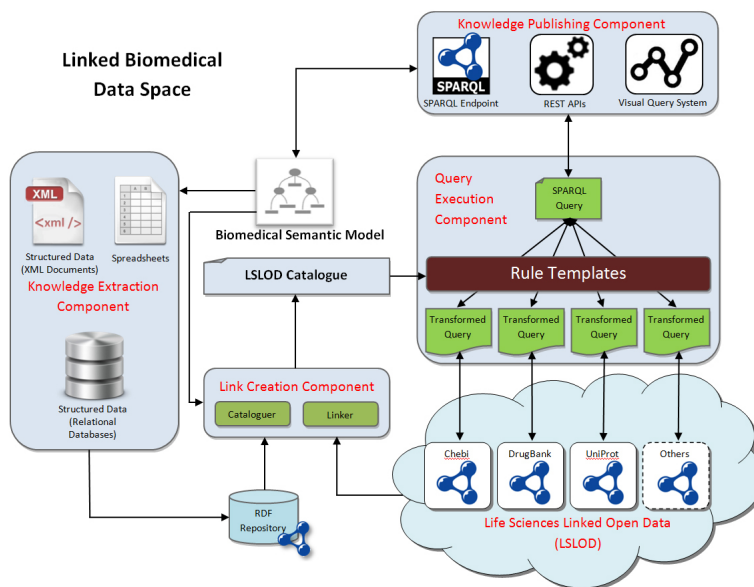 Linked Biomedical
Data Space
Knowledge Publishing Component
SPARQL
SPARQL Endpoint
REST APIs
Visual Query System
XML
<xml />
A
B
Structured Data
(XML Documents)
Spreadsheets
Knowledge Extraction
Component
Structured Data
(Relational
Databases)
Biomedical Semantic Model
LSLOD Catalogue
Query
Execution
Component
SPARQL
Query
Rule Templates
Transformed
Query
Transformed
Query
Transformed
Query
Transformed
Query
Link Creation Component
Cataloguer
Linker
RDF
Repository
Chebi
DrugBank
UniProt
Others
Life Sciences Linked Open Data
(LSLOD)